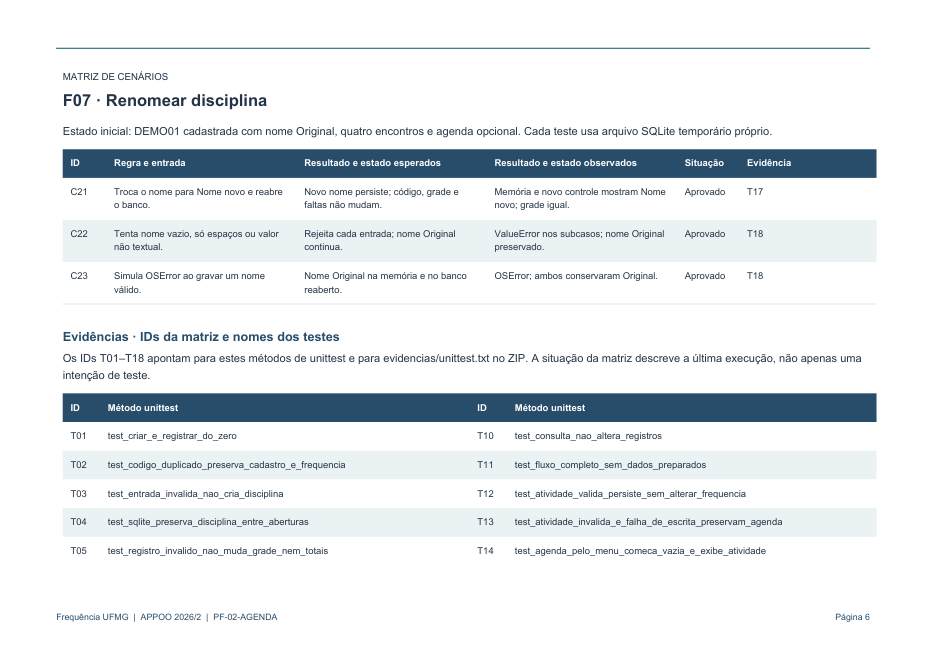 MATRIZ DE CENÁRIOS
F07 · Renomear disciplina
Estado inicial: DEMO01 cadastrada com nome Original, quatro encontros e agenda opcional. Cada teste usa arquivo SQLite temporário próprio.
ID Regra e entrada Resultado e estado esperados Resultado e estado observados Situação Evidência
C21 Troca o nome para Nome novo e reabre Novo nome persiste; código, grade e Memória e novo controle mostram Nome Aprovado T17
o banco. faltas não mudam. novo; grade igual.
C22 Tenta nome vazio, só espaços ou valor Rejeita cada entrada; nome Original ValueError nos subcasos; nome Original Aprovado T18
não textual. continua. preservado.
C23 Simula OSError ao gravar um nome Nome Original na memória e no banco OSError; ambos conservaram Original. Aprovado T18
válido. reaberto.
Evidências · IDs da matriz e nomes dos testes
Os IDs T01–T18 apontam para estes métodos de unittest e para evidencias/unittest.txt no ZIP. A situação da matriz descreve a última execução, não apenas uma
intenção de teste.
ID Método unittest ID Método unittest
T01 test_criar_e_registrar_do_zero T10 test_consulta_nao_altera_registros
T02 test_codigo_duplicado_preserva_cadastro_e_frequencia T11 test_fluxo_completo_sem_dados_preparados
T03 test_entrada_invalida_nao_cria_disciplina T12 test_atividade_valida_persiste_sem_alterar_frequencia
T04 test_sqlite_preserva_disciplina_entre_aberturas T13 test_atividade_invalida_e_falha_de_escrita_preservam_agenda
T05 test_registro_invalido_nao_muda_grade_nem_totais T14 test_agenda_pelo_menu_comeca_vazia_e_exibe_atividade
Frequência UFMG | APPOO 2026/2 | PF-02-AGENDA Página 6